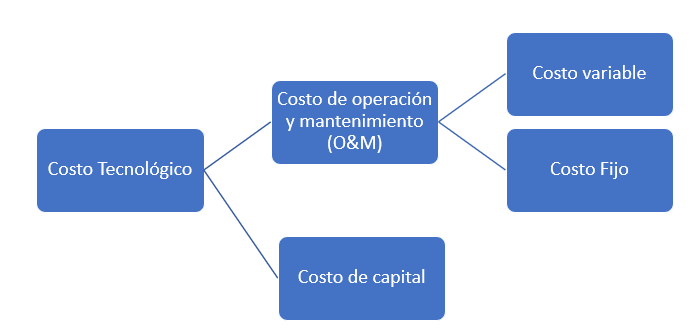 Costo Tecnológico
Costo de operación
y mantenimiento
(O&M)
Costo de capital
Costo variable
Costo Fijo